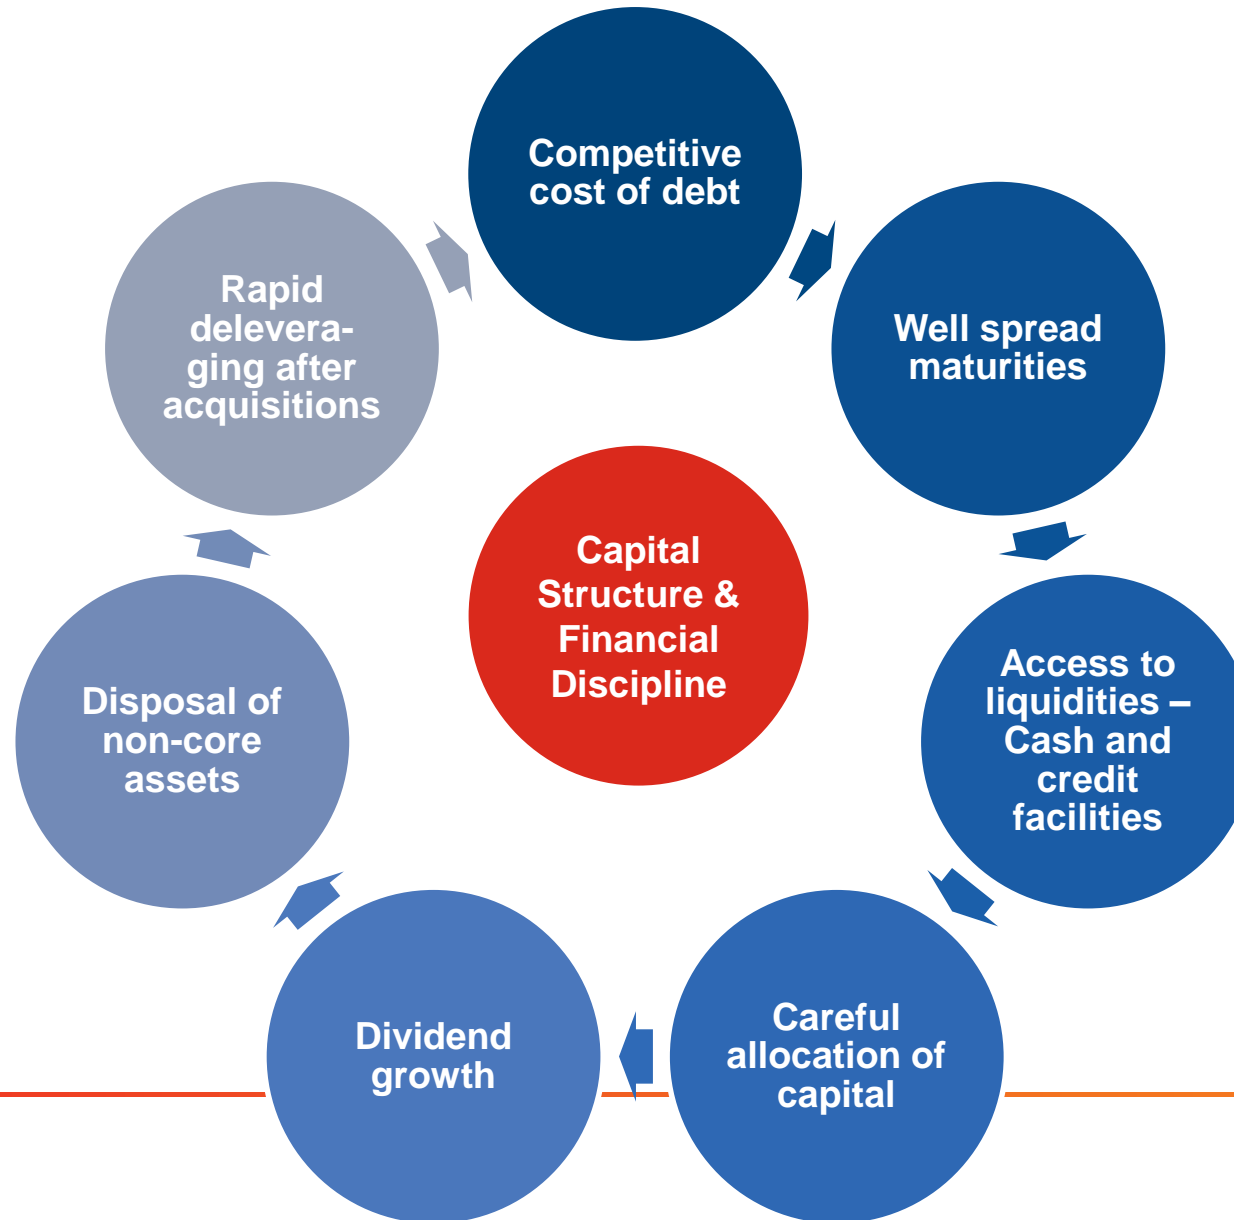 Competitive
cost of debt
Well spread
maturities
Access to
liquidities –
Cash and
credit
facilities
Careful
allocation of
capital
Dividend
growth
Disposal of
non-core
assets
Rapid
delevera-
ging after
acquisitions
Capital
Structure &
Financial
Discipline